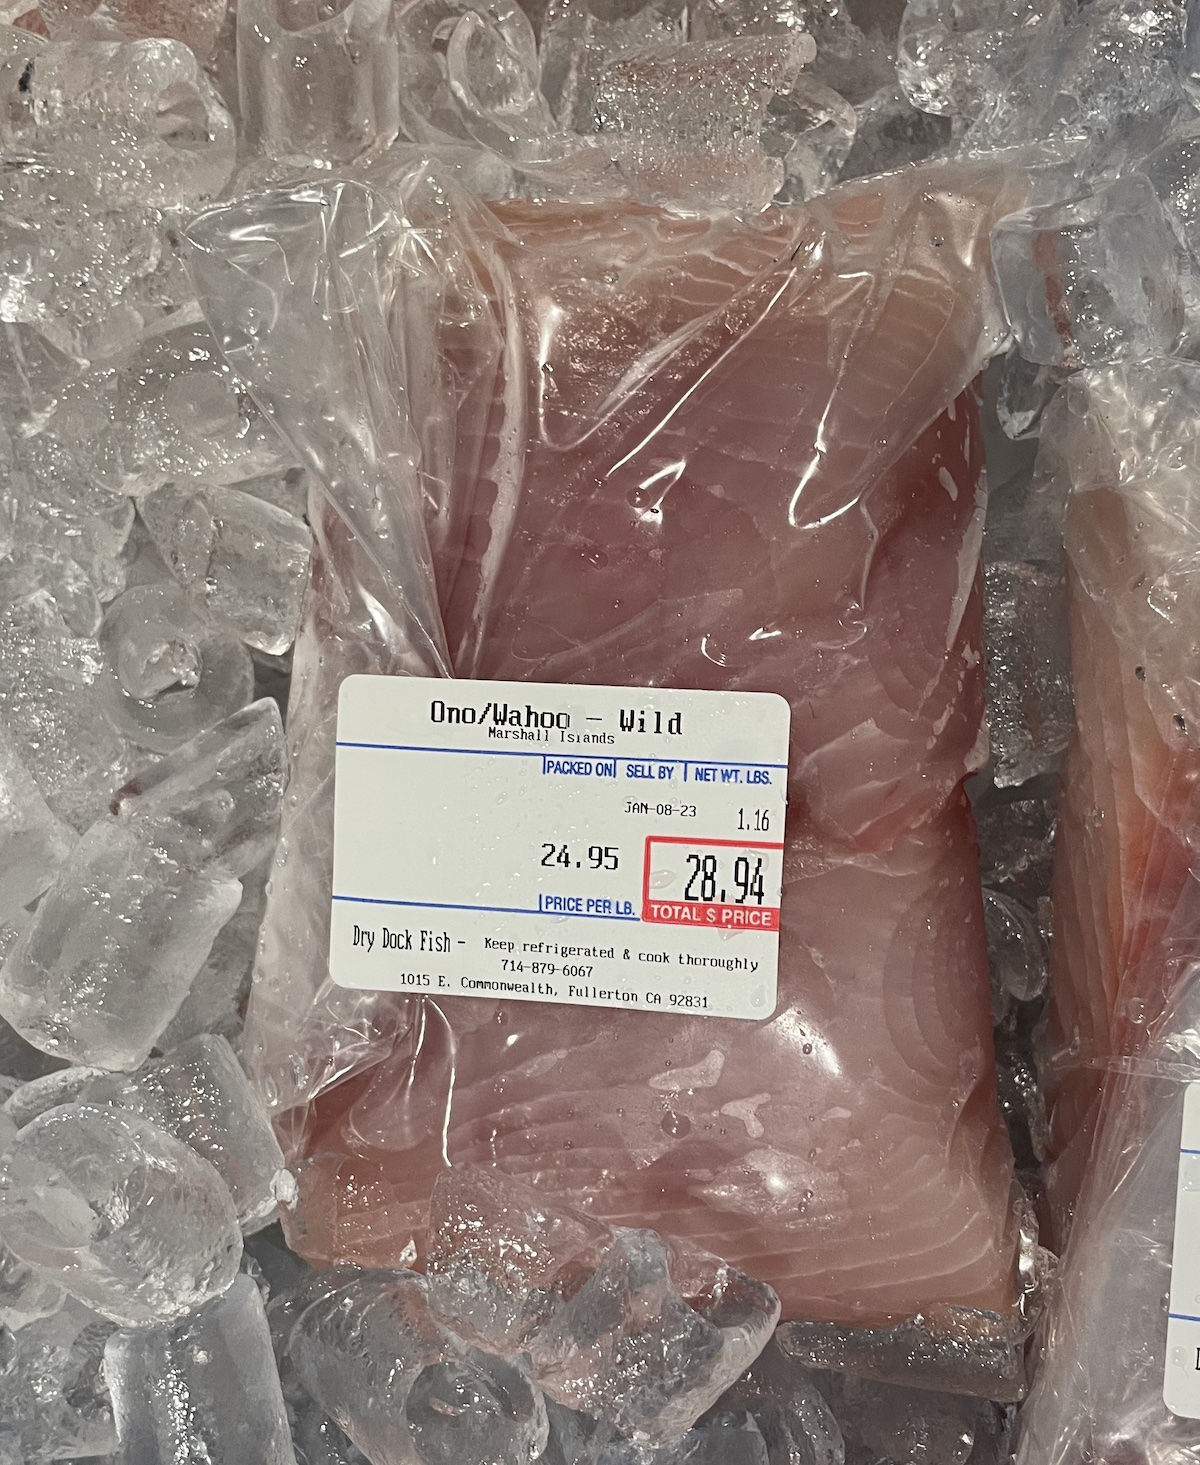 Ono/Wahoo - Wild
Marshall Islands
PACKED ON SELL BY NET WT. LBS.
JAN-08-23 1.16
24.95 28.94
PRICE PER LB. TOTAL $ PRICE
Dry Dock Fish - Keep refrigerated & cook thoroughly
714-879-6067
1015 E. Commonwealth, Fullerton CA 92831